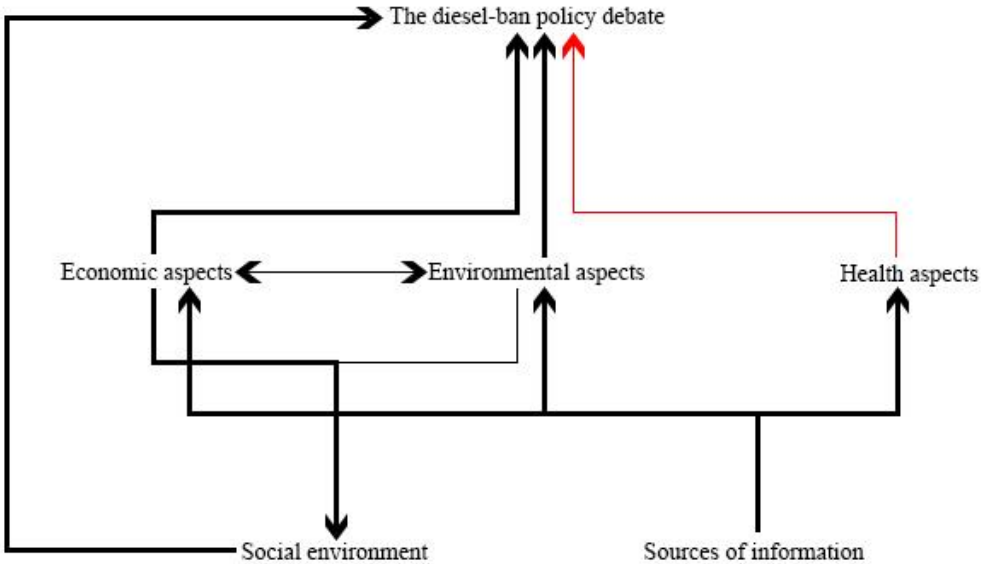 The diesel-ban policy debate
Economic aspects
Environmental aspects
Health aspects
Social environment
Sources of information